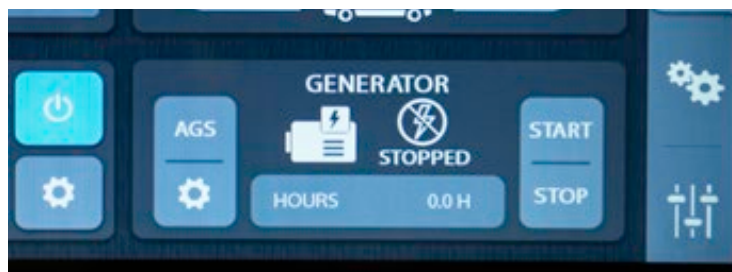 GENERATOR
AGS
STOPPED
START
HOURS 0.0 H
STOP